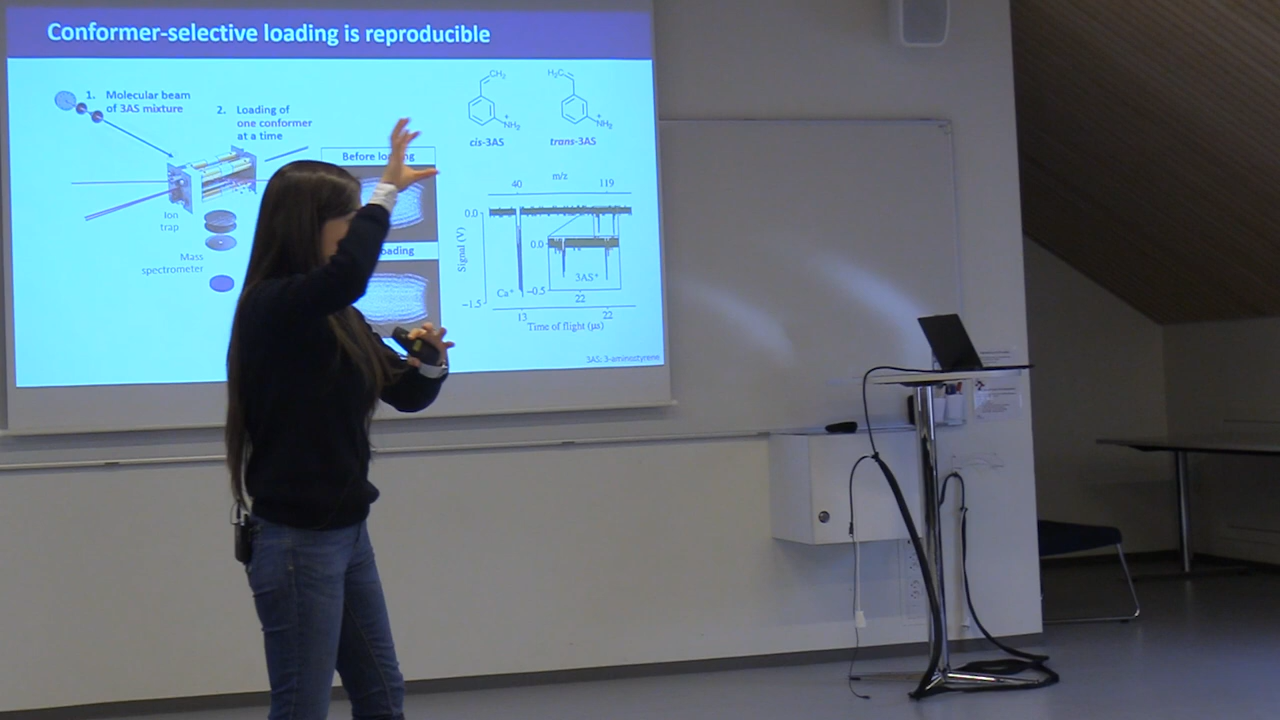 Conformer-selective loading is reproducible
1. Molecular beam
of 3AS mixture
2. Loading of
one conformer
at a time
Ion
trap
Mass
spectrometer
Before loading
loading
CH₂
NH₂
+
cis-3AS
H₂C
NH₂
+
trans-3AS
m/z
40
119
0.0
Signal (V)
0.0
3AS⁺
Ca⁺
−0.5
−1.5
22
13
22
Time of flight (µs)
3AS: 3-aminostyrene